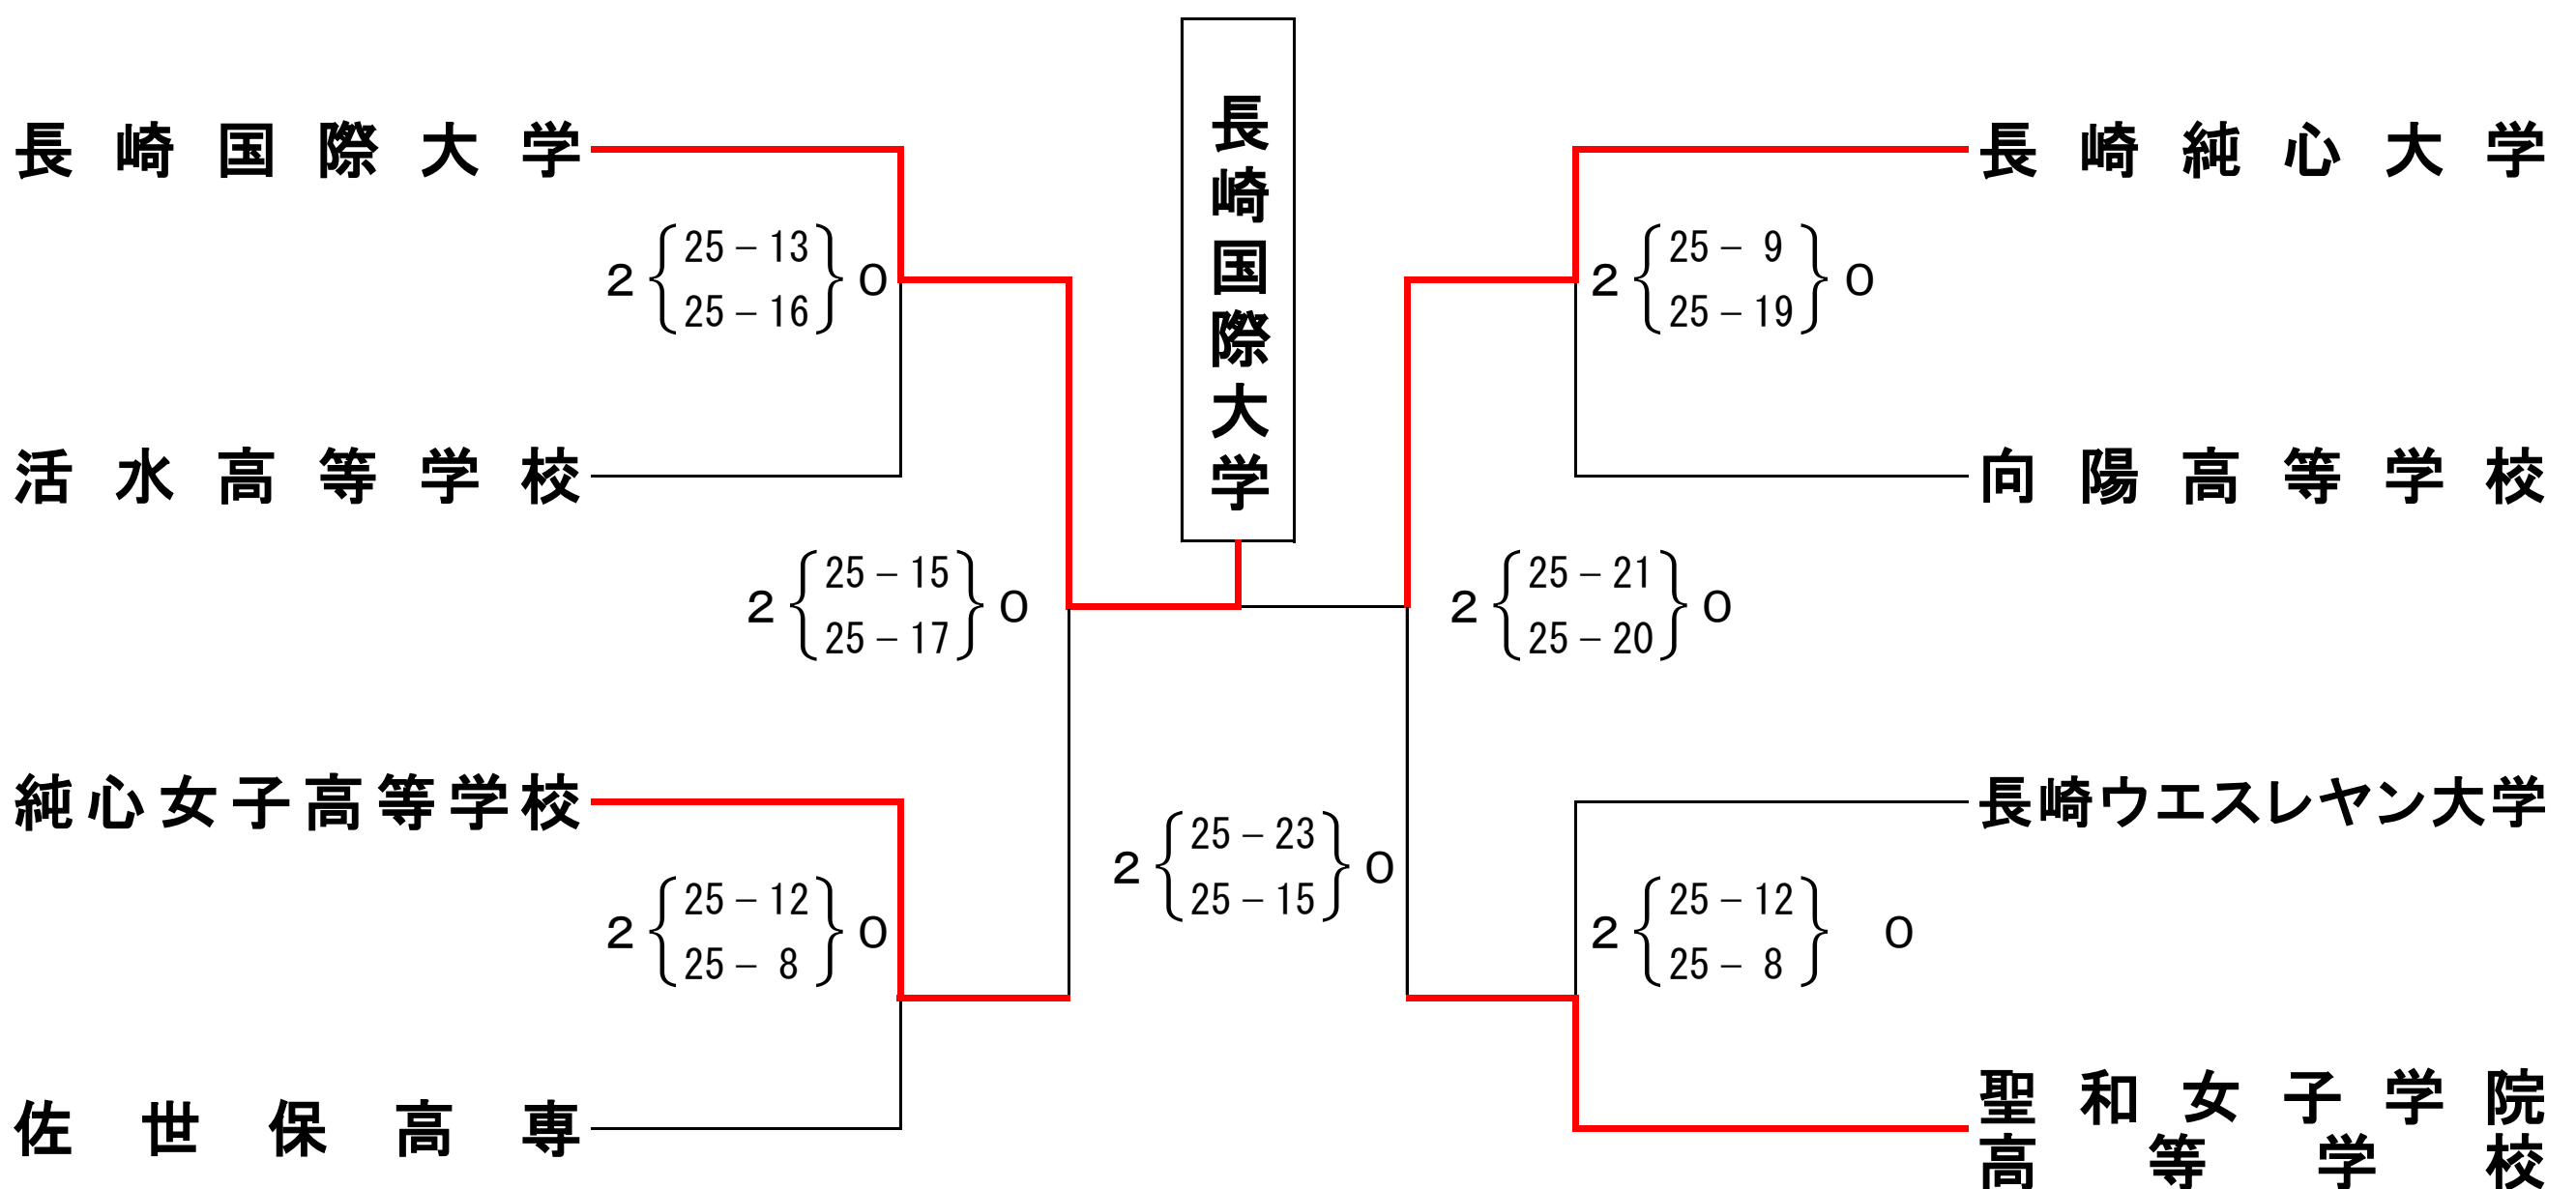 長崎国際大学
長崎国際大学
長崎純心大学
2 { 25 － 13 } 0
25 － 16
2 { 25 － 9 } 0
25 － 19
活水高等学校
向陽高等学校
2 { 25 － 15 } 0
25 － 17
2 { 25 － 21 } 0
25 － 20
純心女子高等学校
長崎ウエスレヤン大学
2 { 25 － 23 } 0
25 － 15
2 { 25 － 12 } 0
25 － 8
2 { 25 － 12 } 0
25 － 8
佐世保高専
聖和女子学院
高等学校